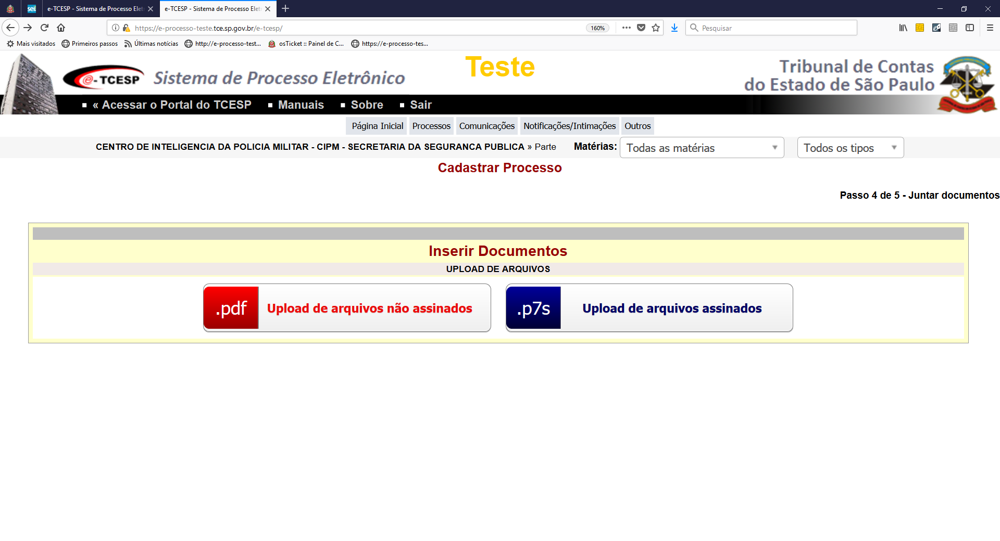 sei!
e-TCESP - Sistema de Processo Elet
e-TCESP - Sistema de Processo Elet
https://e-processo-teste.tce.sp.gov.br/e-tcesp/
160%
Pesquisar
Mais visitados
Primeiros passos
Últimas notícias
http://e-processo-test...
osTicket :: Painel de C...
https://e-processo-tes...
e-TCESP
Sistema de Processo Eletrônico
Teste
Tribunal de Contas
do Estado de São Paulo
« Acessar o Portal do TCESP
Manuais
Sobre
Sair
Página Inicial
Processos
Comunicações
Notificações/Intimações
Outros
CENTRO DE INTELIGENCIA DA POLICIA MILITAR - CIPM - SECRETARIA DA SEGURANCA PUBLICA » Parte
Matérias:
Todas as matérias
Todos os tipos
Cadastrar Processo
Passo 4 de 5 - Juntar documentos
Inserir Documentos
UPLOAD DE ARQUIVOS
.pdf
Upload de arquivos não assinados
.p7s
Upload de arquivos assinados